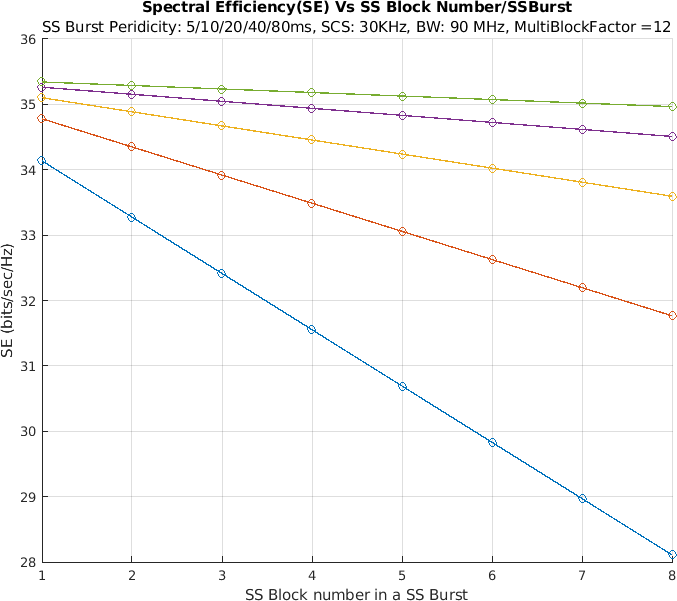 Spectral Efficiency(SE) Vs SS Block Number/SSBurst
SS Burst Peridicity: 5/10/20/40/80ms, SCS: 30KHz, BW: 90 MHz, MultiBlockFactor =12
SE (bits/sec/Hz)
36
35
34
33
32
31
30
29
28
1 2 3 4 5 6 7 8
SS Block number in a SS Burst